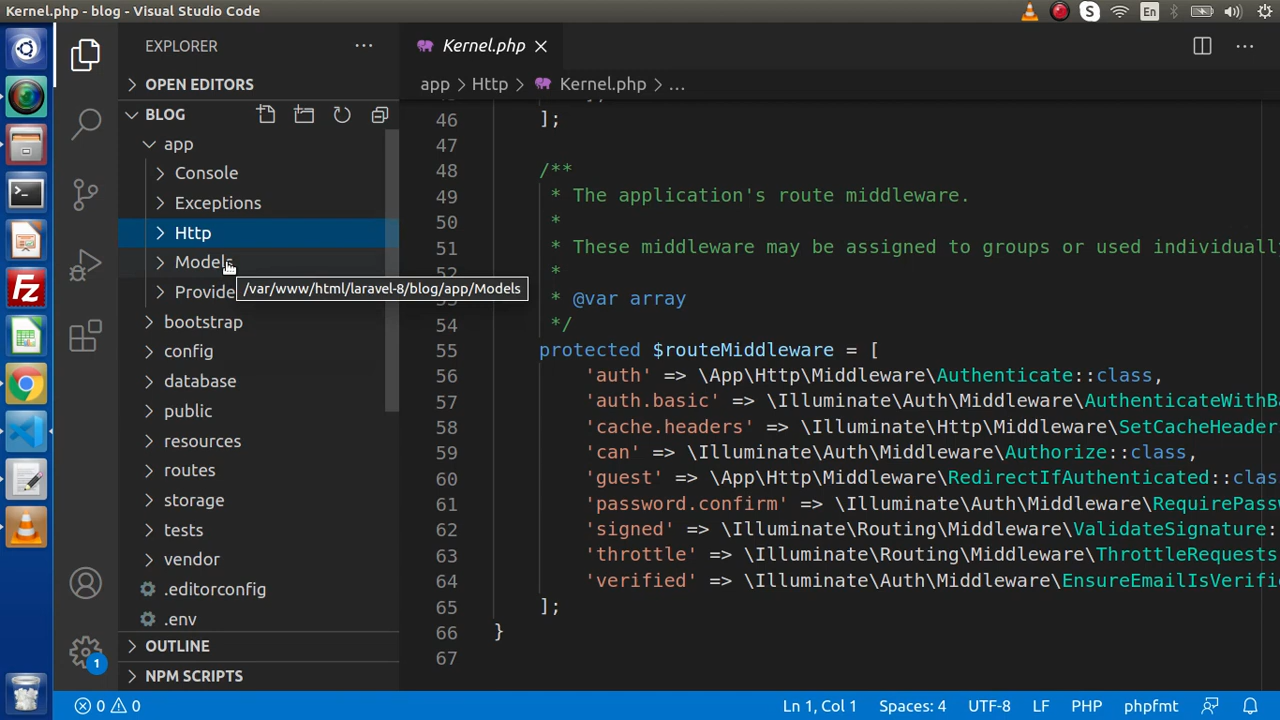 Kernel.php - blog - Visual Studio Code
S
En
EXPLORER
Kernel.php
OPEN EDITORS
app > Http > Kernel.php > ...
BLOG
app
Console
Exceptions
Http
Models
/var/www/html/laravel-8/blog/app/Models
bootstrap
config
database
public
resources
routes
storage
tests
vendor
.editorconfig
.env
OUTLINE
NPM SCRIPTS
46 ];
47
48 /**
49 * The application's route middleware.
50 *
51 * These middleware may be assigned to groups or used individuall
52 *
* @var array
54 */
55 protected $routeMiddleware = [
56 'auth' => \App\Http\Middleware\Authenticate::class,
57 'auth.basic' => \Illuminate\Auth\Middleware\AuthenticateWithBa
58 'cache.headers' => \Illuminate\Http\Middleware\SetCacheHeader
59 'can' => \Illuminate\Auth\Middleware\Authorize::class,
60 'guest' => \App\Http\Middleware\RedirectIfAuthenticated::clas
61 'password.confirm' => \Illuminate\Auth\Middleware\RequirePass
62 'signed' => \Illuminate\Routing\Middleware\ValidateSignature:
63 'throttle' => \Illuminate\Routing\Middleware\ThrottleRequests
64 'verified' => \Illuminate\Auth\Middleware\EnsureEmailIsVerifi
65 ];
66 }
67
1
0 0
Ln 1, Col 1 Spaces: 4 UTF-8 LF PHP phpfmt